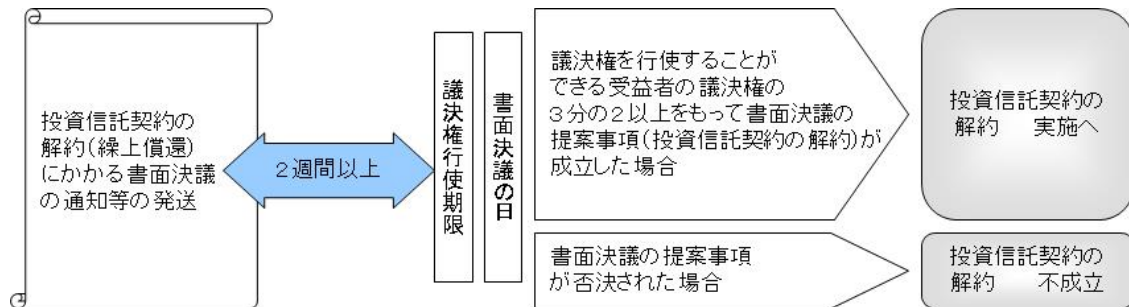 投資信託契約の
解約(繰上償還)
にかかる書面決議
の通知等の発送
２週間以上
議決権行使期限
書面決議の日
議決権を行使することが
できる受益者の議決権の
３分の２以上をもって書面決議の
提案事項(投資信託契約の解約)が
成立した場合
投資信託契約の
解約　　実施へ
書面決議の提案事項
が否決された場合
投資信託契約の
解約　　不成立